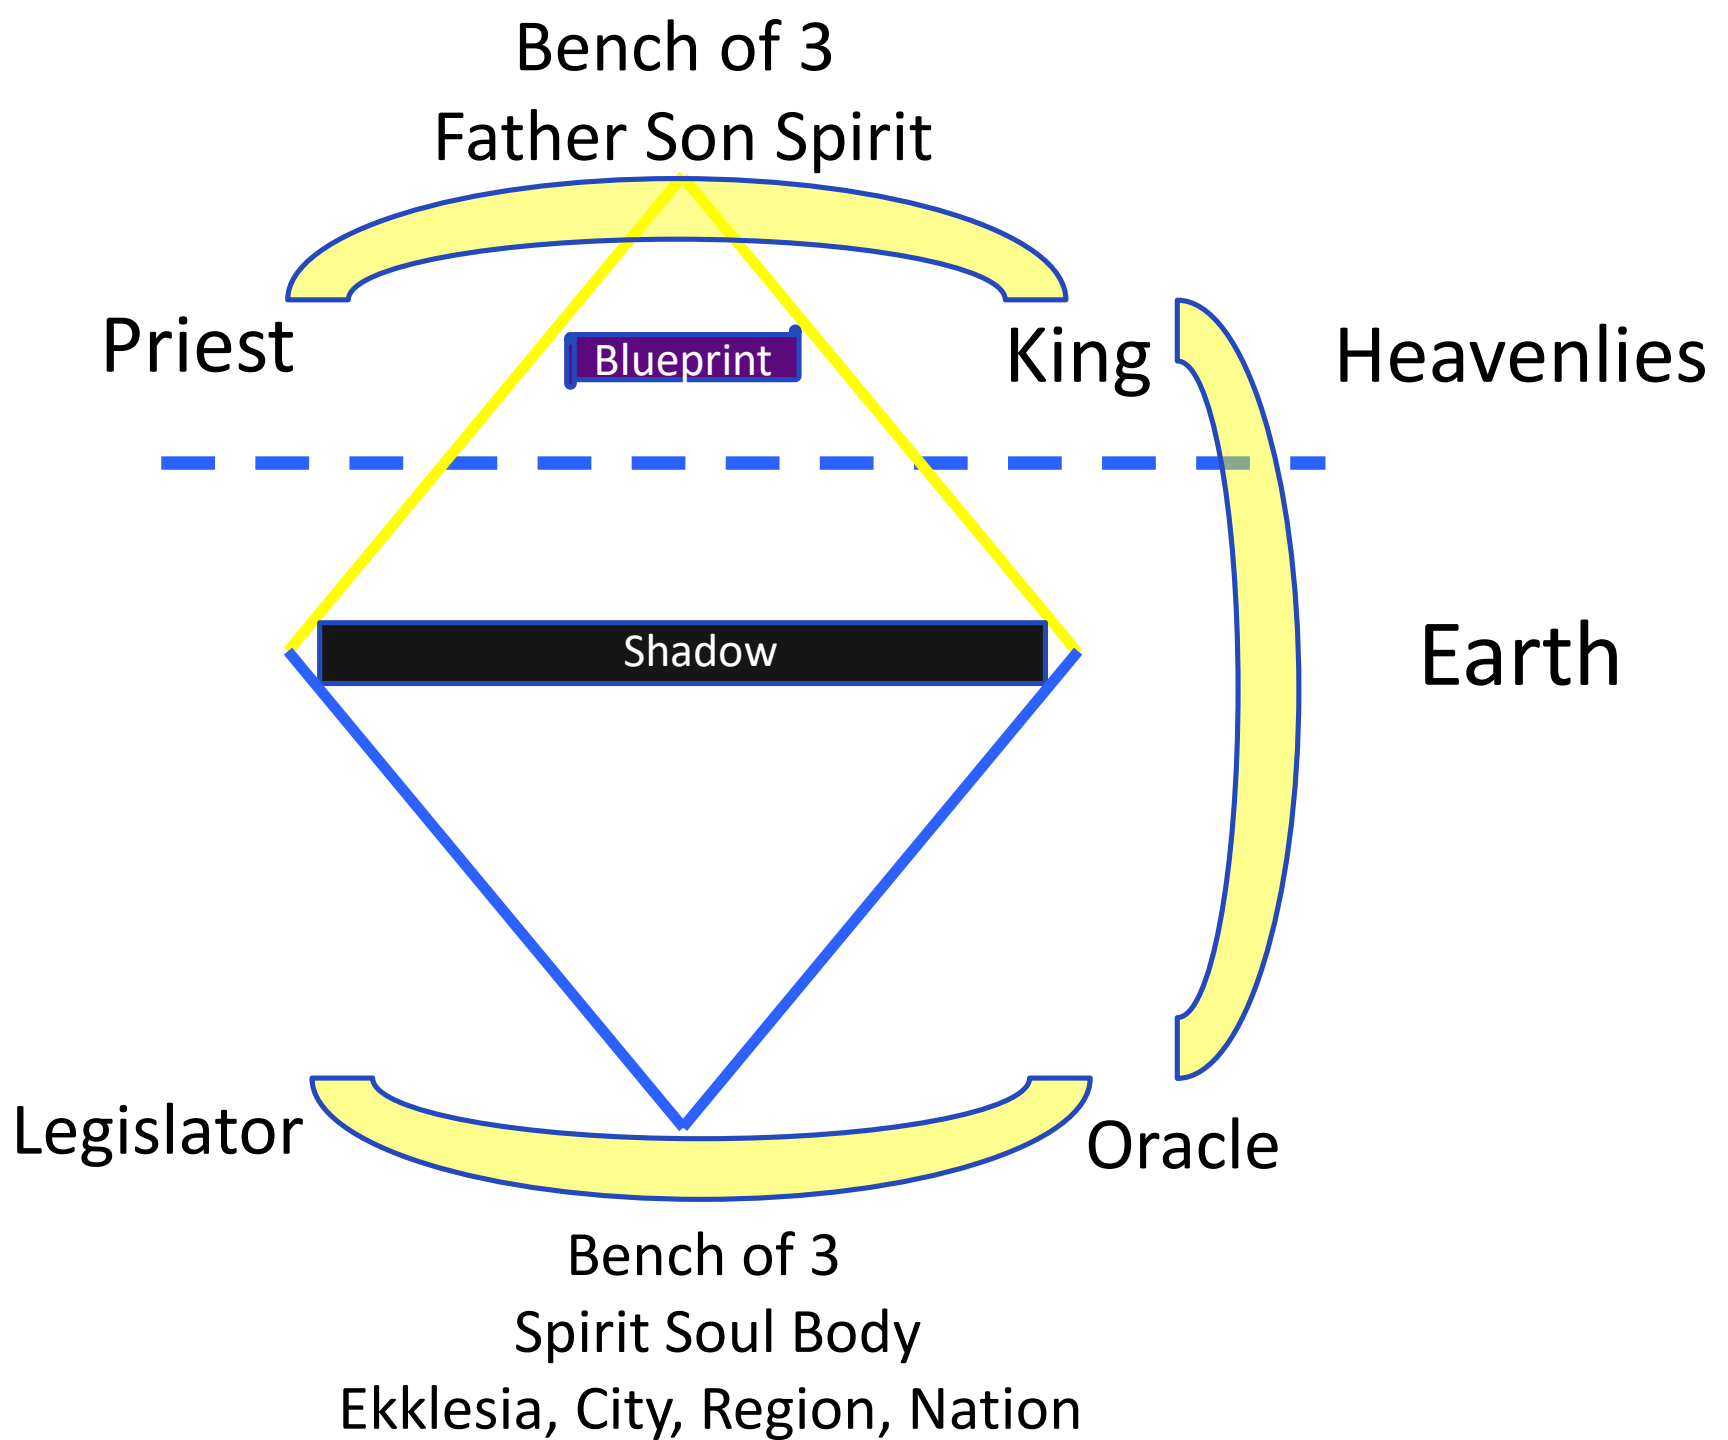 Bench of 3
Father Son Spirit
Priest
Blueprint
King
Heavenlies
Shadow
Earth
Legislator
Oracle
Bench of 3
Spirit Soul Body
Ekklesia, City, Region, Nation